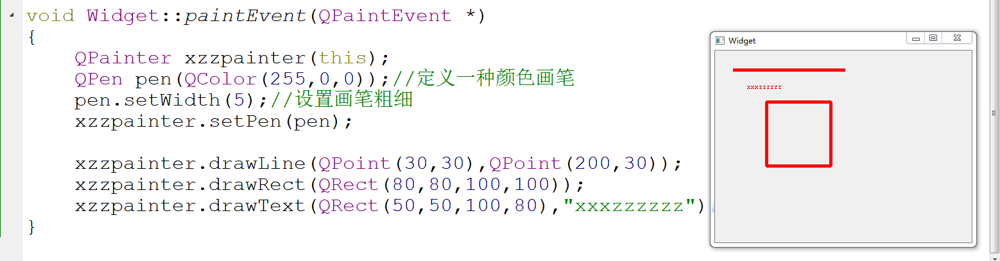 void Widget::paintEvent(QPaintEvent *)
{
QPainter xzzpainter(this);
QPen pen(QColor(255,0,0));//定义一种颜色画笔
pen.setWidth(5);//设置画笔粗细
xzzpainter.setPen(pen);
xzzpainter.drawLine(QPoint(30,30),QPoint(200,30));
xzzpainter.drawRect(QRect(80,80,100,100));
xzzpainter.drawText(QRect(50,50,100,80),"xxxzzzzzz")
}
Widget
xxxzzzzzz